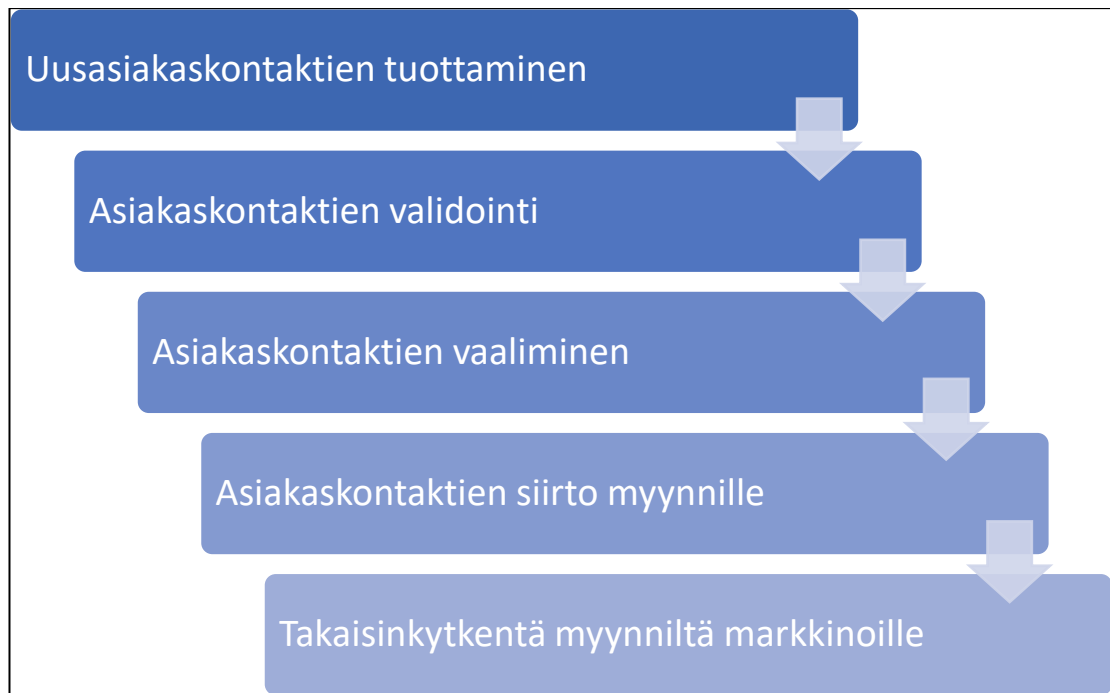 Uusasiakaskontaktien tuottaminen
Asiakaskontaktien validointi
Asiakaskontaktien vaaliminen
Asiakaskontaktien siirto myynnille
Takaisinkytkentä myynniltä markkinoille